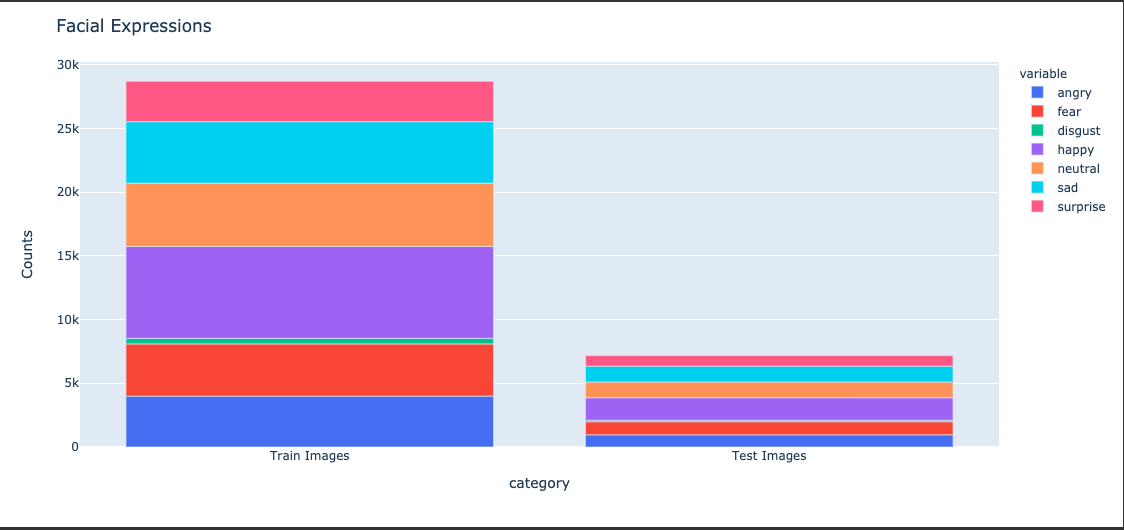 Facial Expressions
30k
25k
20k
15k
10k
5k
0
Counts
Train Images
Test Images
category
variable
angry
fear
disgust
happy
neutral
sad
surprise